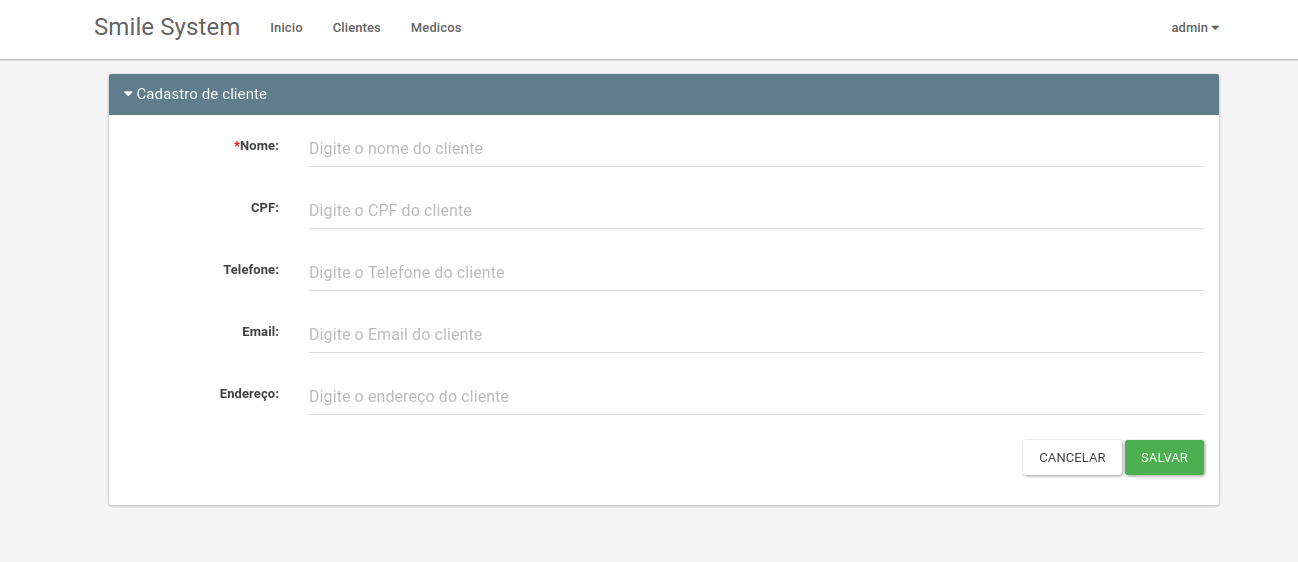 Smile System Inicio Clientes Medicos admin
Cadastro de cliente
*Nome: Digite o nome do cliente
CPF: Digite o CPF do cliente
Telefone: Digite o Telefone do cliente
Email: Digite o Email do cliente
Endereço: Digite o endereço do cliente
CANCELAR SALVAR